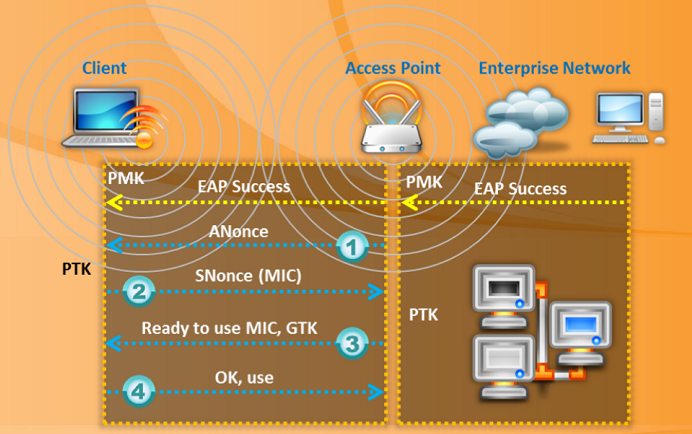 Client
Access Point
Enterprise Network
PMK
EAP Success
PMK
EAP Success
ANonce
1
PTK
2
SNonce (MIC)
PTK
Ready to use MIC, GTK
3
OK, use
4